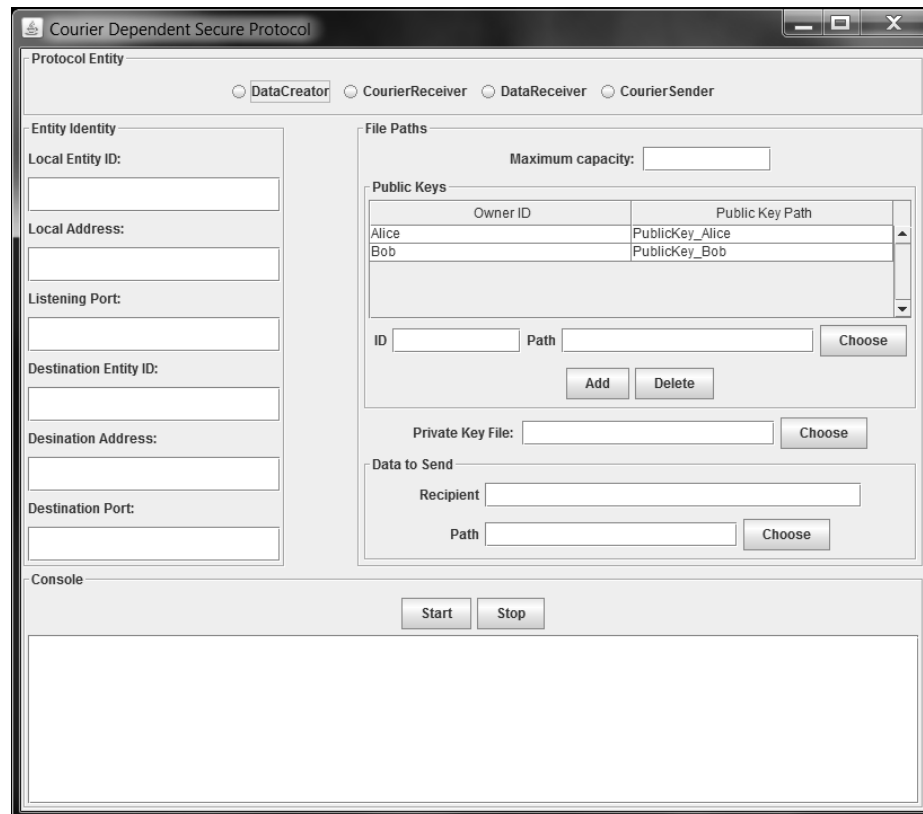 Courier Dependent Secure Protocol
Protocol Entity
DataCreator CourierReceiver DataReceiver CourierSender
Entity Identity
Local Entity ID:
Local Address:
Listening Port:
Destination Entity ID:
Desination Address:
Destination Port:
File Paths
Maximum capacity:
Public Keys
Owner ID Public Key Path
Alice PublicKey_Alice
Bob PublicKey_Bob
ID Path Choose
Add Delete
Private Key File: Choose
Data to Send
Recipient
Path Choose
Console
Start Stop